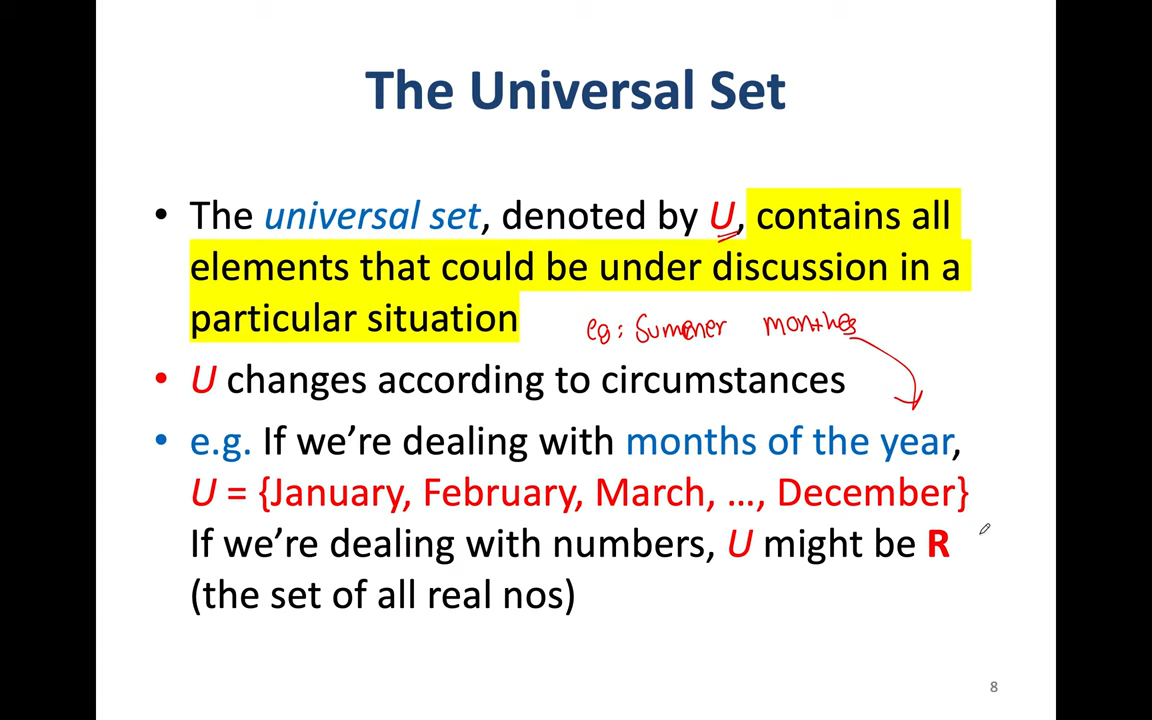 The Universal Set
• The universal set, denoted by U, contains all
elements that could be under discussion in a
particular situation
eg: Summer months
• U changes according to circumstances
• e.g. If we’re dealing with months of the year,
U = {January, February, March, …, December}
If we’re dealing with numbers, U might be R
(the set of all real nos)
8